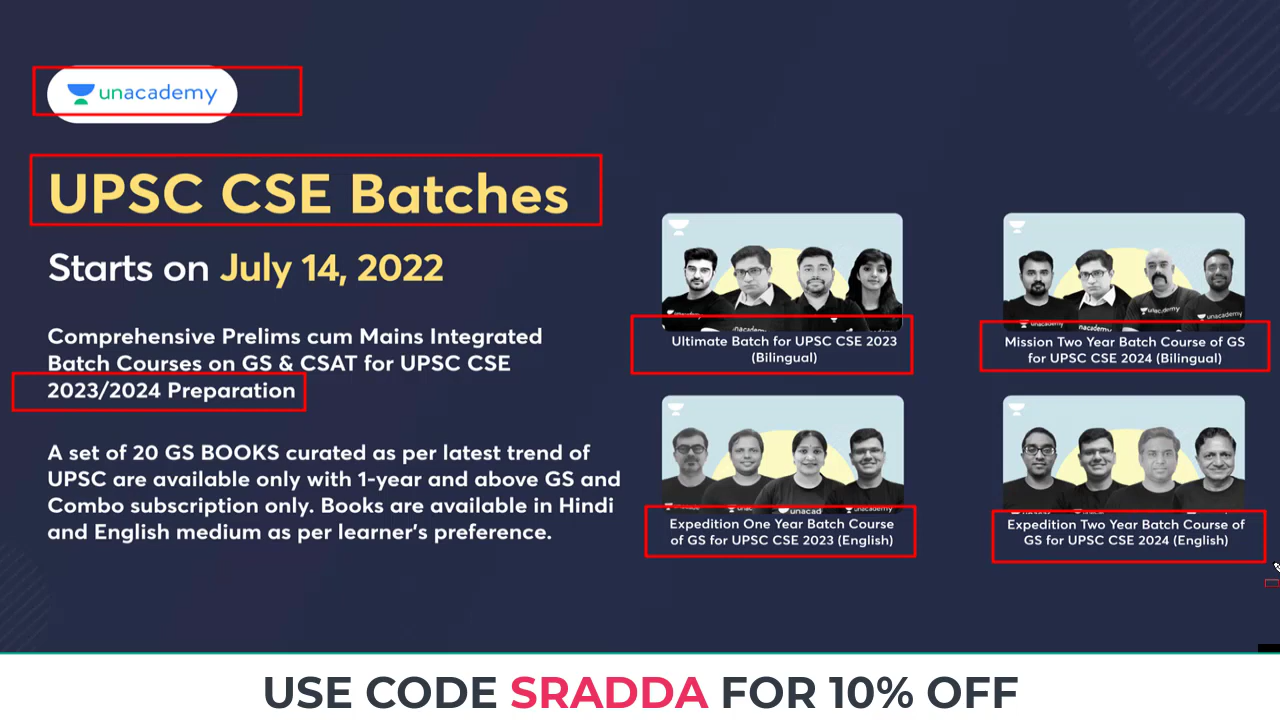 unacademy
UPSC CSE Batches
Starts on July 14, 2022
Comprehensive Prelims cum Mains Integrated
Batch Courses on GS & CSAT for UPSC CSE
2023/2024 Preparation
A set of 20 GS BOOKS curated as per latest trend of
UPSC are available only with 1-year and above GS and
Combo subscription only. Books are available in Hindi
and English medium as per learner's preference.
Ultimate Batch for UPSC CSE 2023
(Bilingual)
Mission Two Year Batch Course of GS
for UPSC CSE 2024 (Bilingual)
Expedition One Year Batch Course
of GS for UPSC CSE 2023 (English)
Expedition Two Year Batch Course of
GS for UPSC CSE 2024 (English)
USE CODE SRADDA FOR 10% OFF